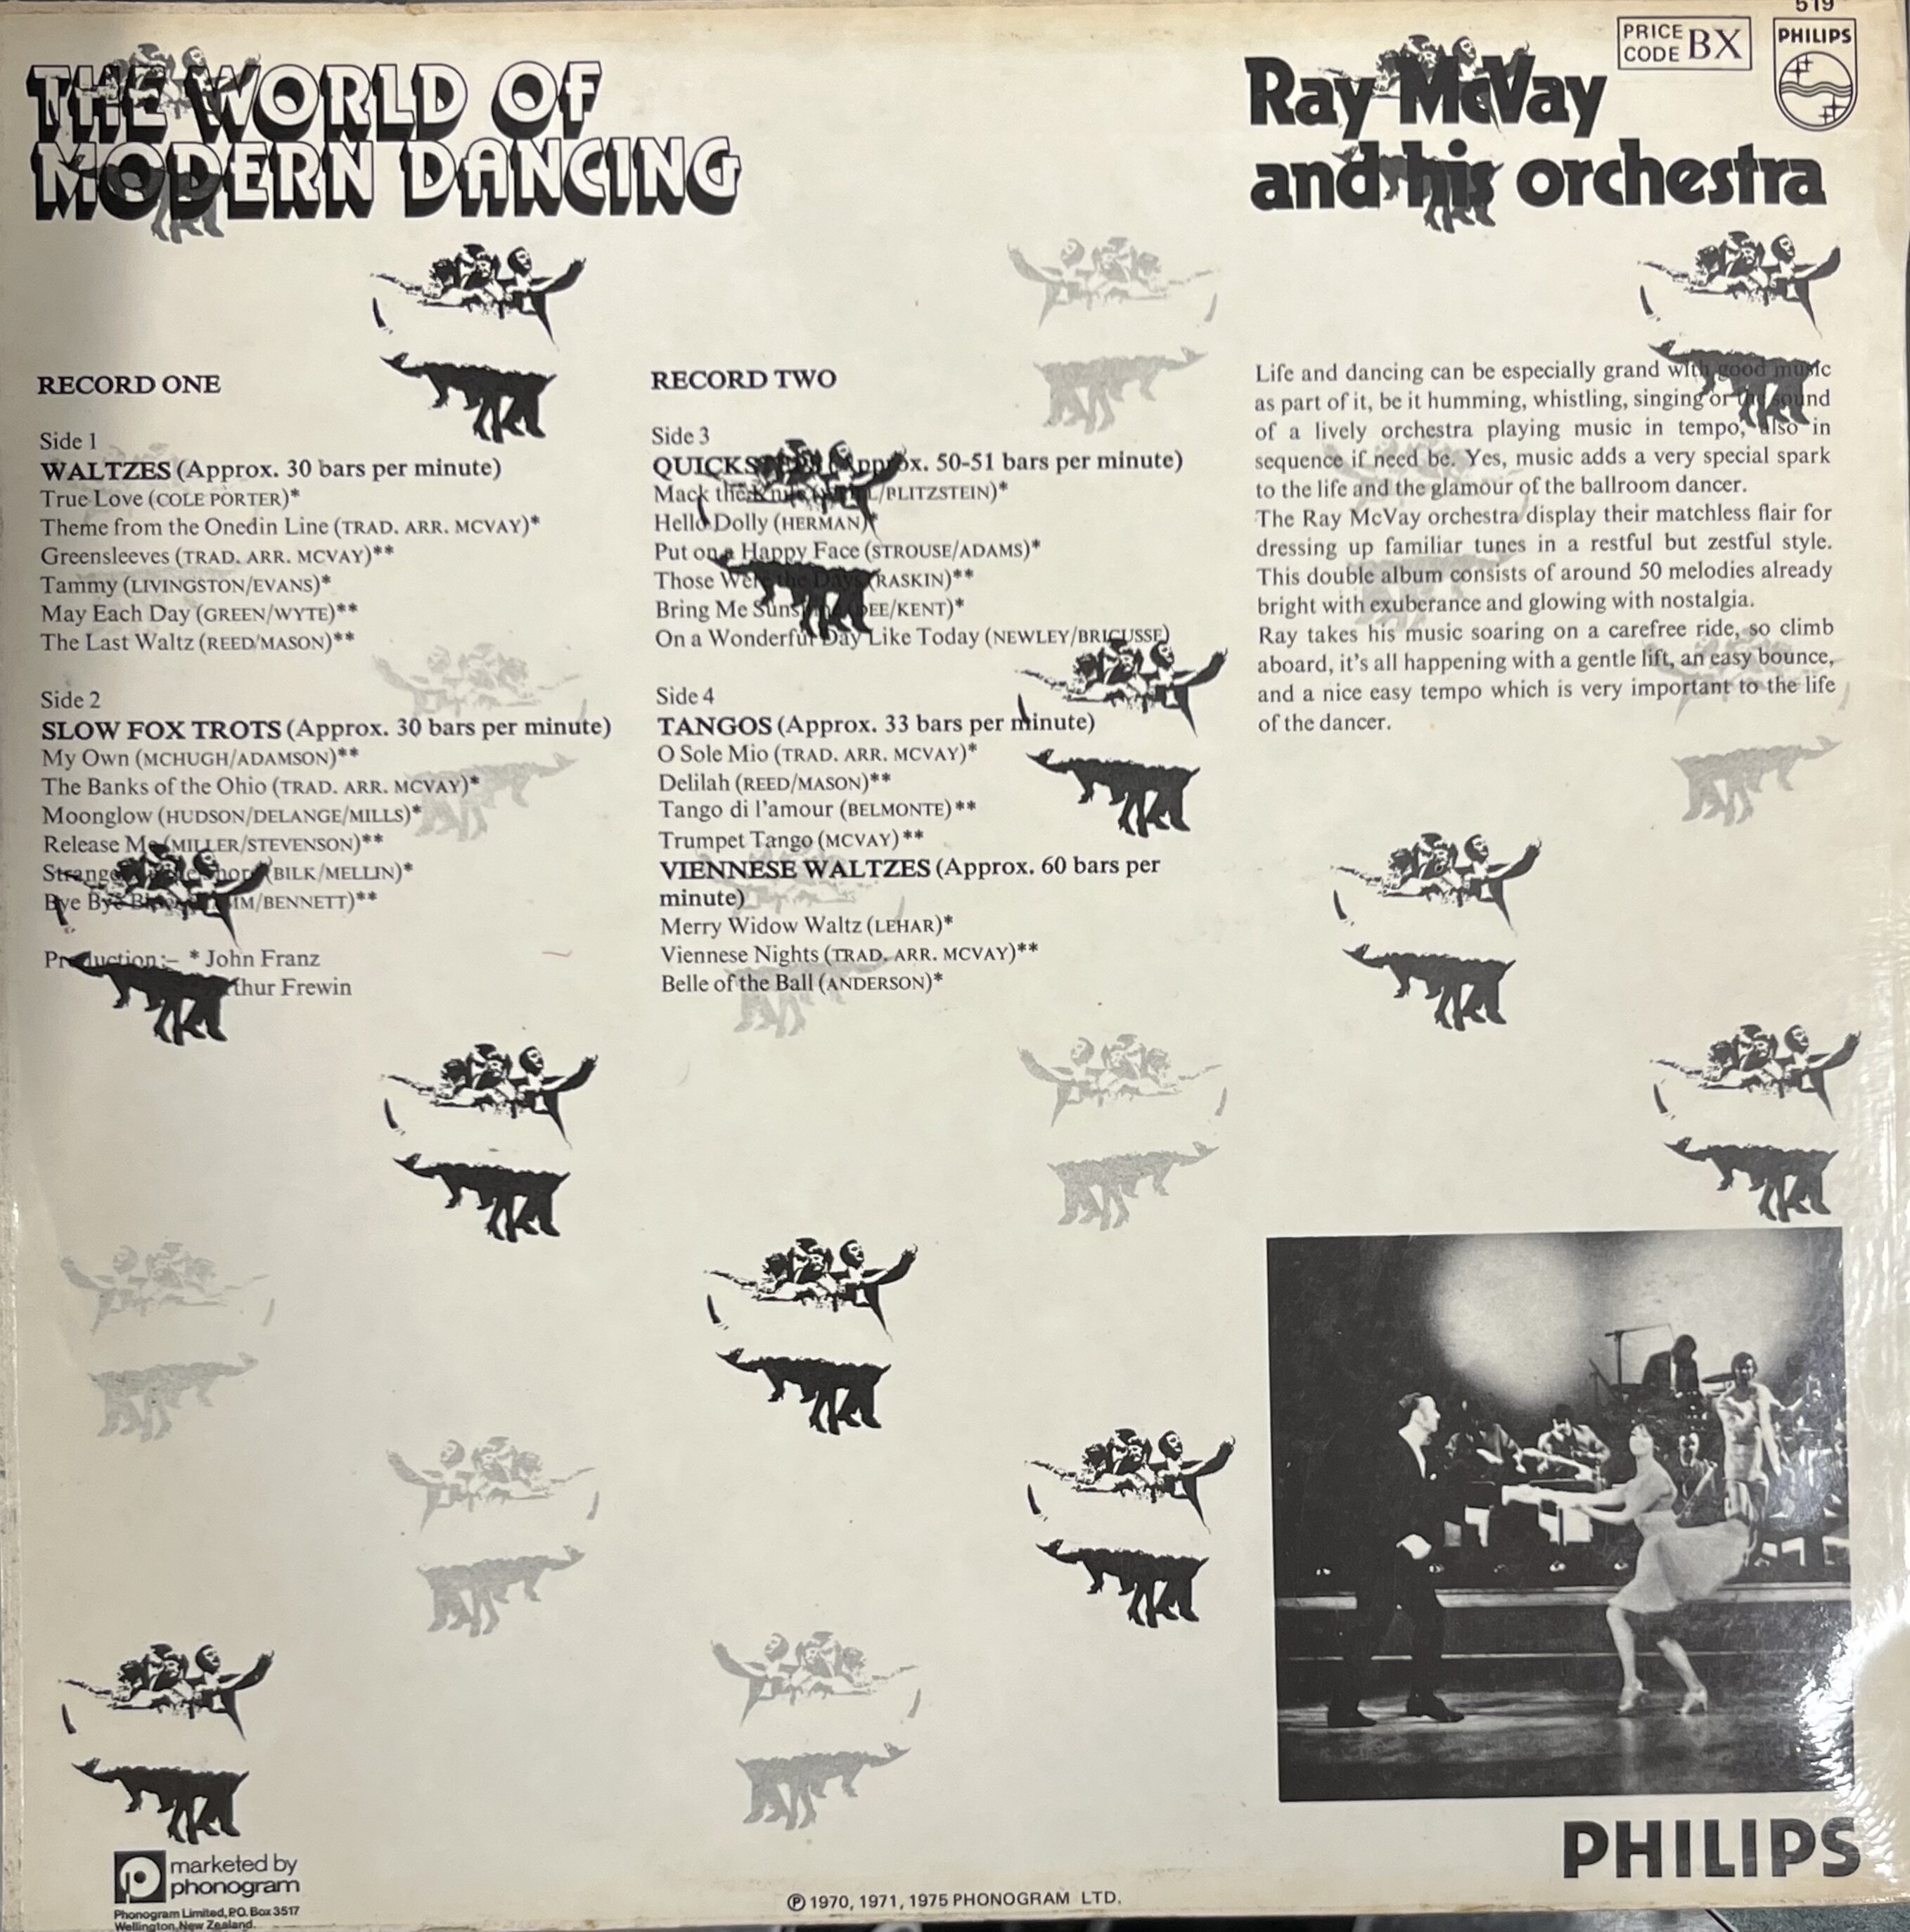 519
PRICE CODE BX
PHILIPS
THE WORLD OF
MODERN DANCING
Ray McVay
and his orchestra
RECORD ONE
Side 1
WALTZES (Approx. 30 bars per minute)
True Love (COLE PORTER)*
Theme from the Onedin Line (TRAD. ARR. MCVAY)*
Greensleeves (TRAD. ARR. MCVAY)**
Tammy (LIVINGSTON/EVANS)*
May Each Day (GREEN/WYTE)**
The Last Waltz (REED/MASON)**
Side 2
SLOW FOX TROTS (Approx. 30 bars per minute)
My Own (MCHUGH/ADAMSON)**
The Banks of the Ohio (TRAD. ARR. MCVAY)*
Moonglow (HUDSON/DELANGE/MILLS)*
Release Me (MILLER/STEVENSON)**
(BILK/MELLIN)*
Bye Bye
Production:– * John Franz
Frewin
RECORD TWO
Side 3
QUICKSTEPS (Approx. 50-51 bars per minute)
Mack the Knife
Hello Dolly (HERMAN)*
Put on a Happy Face (STROUSE/ADAMS)*
Those Were the Days (RASKIN)**
Bring Me Sunshine
On a Wonderful Day Like Today (NEWLEY/BRICUSSE)
Side 4
TANGOS (Approx. 33 bars per minute)
O Sole Mio (TRAD. ARR. MCVAY)*
Delilah (REED/MASON)**
Tango di l'amour (BELMONTE)**
Trumpet Tango (MCVAY)**
VIENNESE WALTZES (Approx. 60 bars per
minute)
Merry Widow Waltz (LEHAR)*
Viennese Nights (TRAD. ARR. MCVAY)**
Belle of the Ball (ANDERSON)*
Life and dancing can be especially grand with good music
as part of it, be it humming, whistling, singing or the sound
of a lively orchestra playing music in tempo, also in
sequence if need be. Yes, music adds a very special spark
to the life and the glamour of the ballroom dancer.
The Ray McVay orchestra display their matchless flair for
dressing up familiar tunes in a restful but zestful style.
This double album consists of around 50 melodies already
bright with exuberance and glowing with nostalgia.
Ray takes his music soaring on a carefree ride, so climb
aboard, it's all happening with a gentle lift, an easy bounce,
and a nice easy tempo which is very important to the life
of the dancer.
PHILIPS
marketed by
phonogram
Phonogram Limited, P.O. Box 3517
Wellington, New Zealand.
Ⓟ 1970, 1971, 1975 PHONOGRAM LTD.